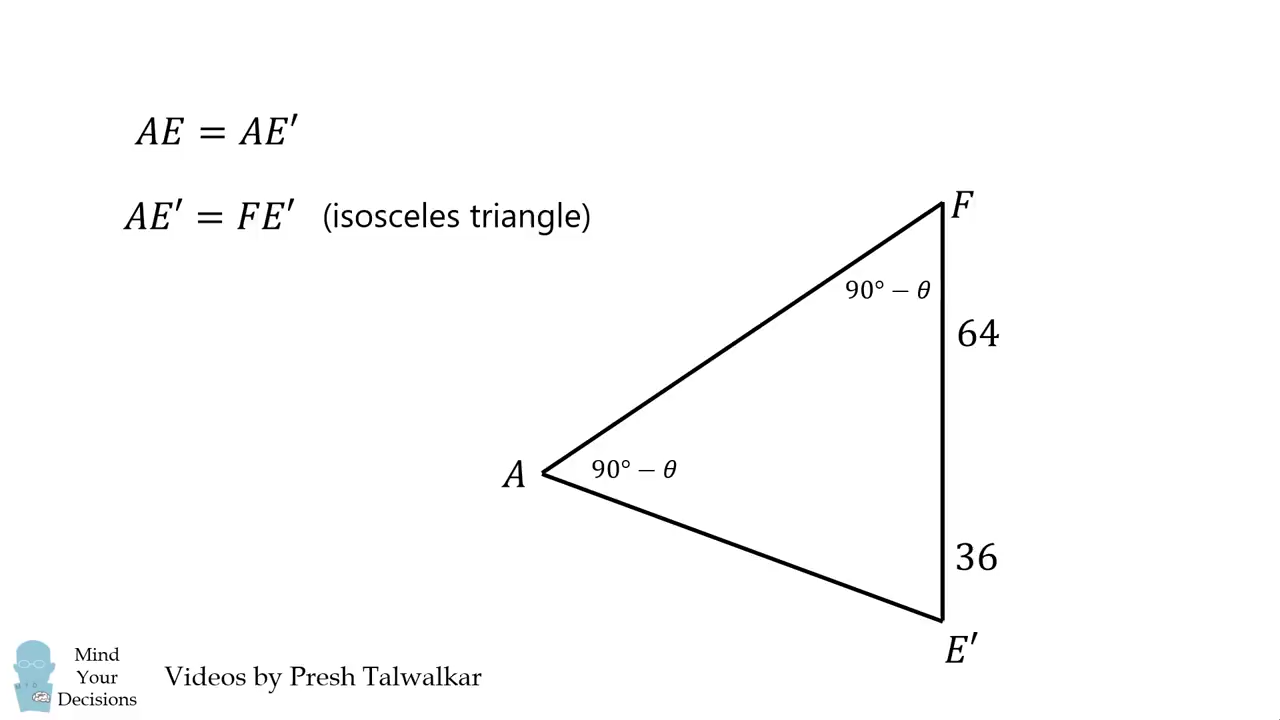 AE = AE′
AE′ = FE′ (isosceles triangle)
F
90° − θ
64
A
90° − θ
36
E′
Mind
Your
Decisions
Videos by Presh Talwalkar